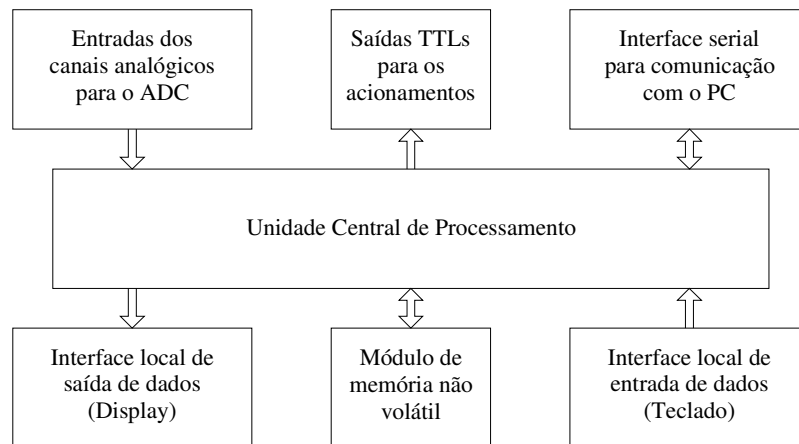 Entradas dos
canais analógicos
para o ADC
Saídas TTLs
para os
acionamentos
Interface serial
para comunicação
com o PC
Unidade Central de Processamento
Interface local de
saída de dados
(Display)
Módulo de
memória não
volátil
Interface local de
entrada de dados
(Teclado)